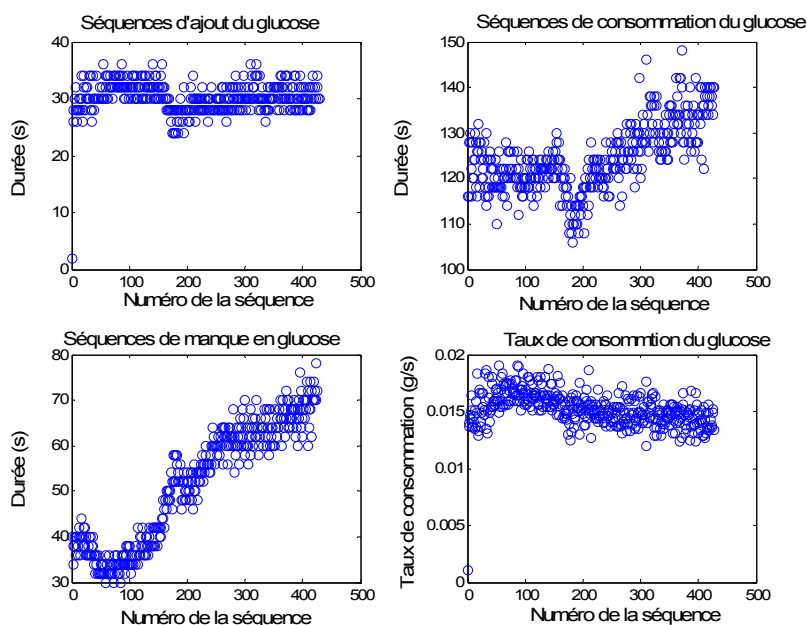 Séquences d'ajout du glucose
40
30
20
10
0
Durée (s)
0 100 200 300 400 500
Numéro de la séquence
Séquences de consommation du glucose
150
140
130
120
110
100
Durée (s)
0 100 200 300 400 500
Numéro de la séquence
Séquences de manque en glucose
80
70
60
50
40
30
Durée (s)
0 100 200 300 400 500
Numéro de la séquence
Taux de consommtion du glucose
0.02
0.015
0.01
0.005
0
Taux de consommation (g/s)
0 100 200 300 400 500
Numéro de la séquence